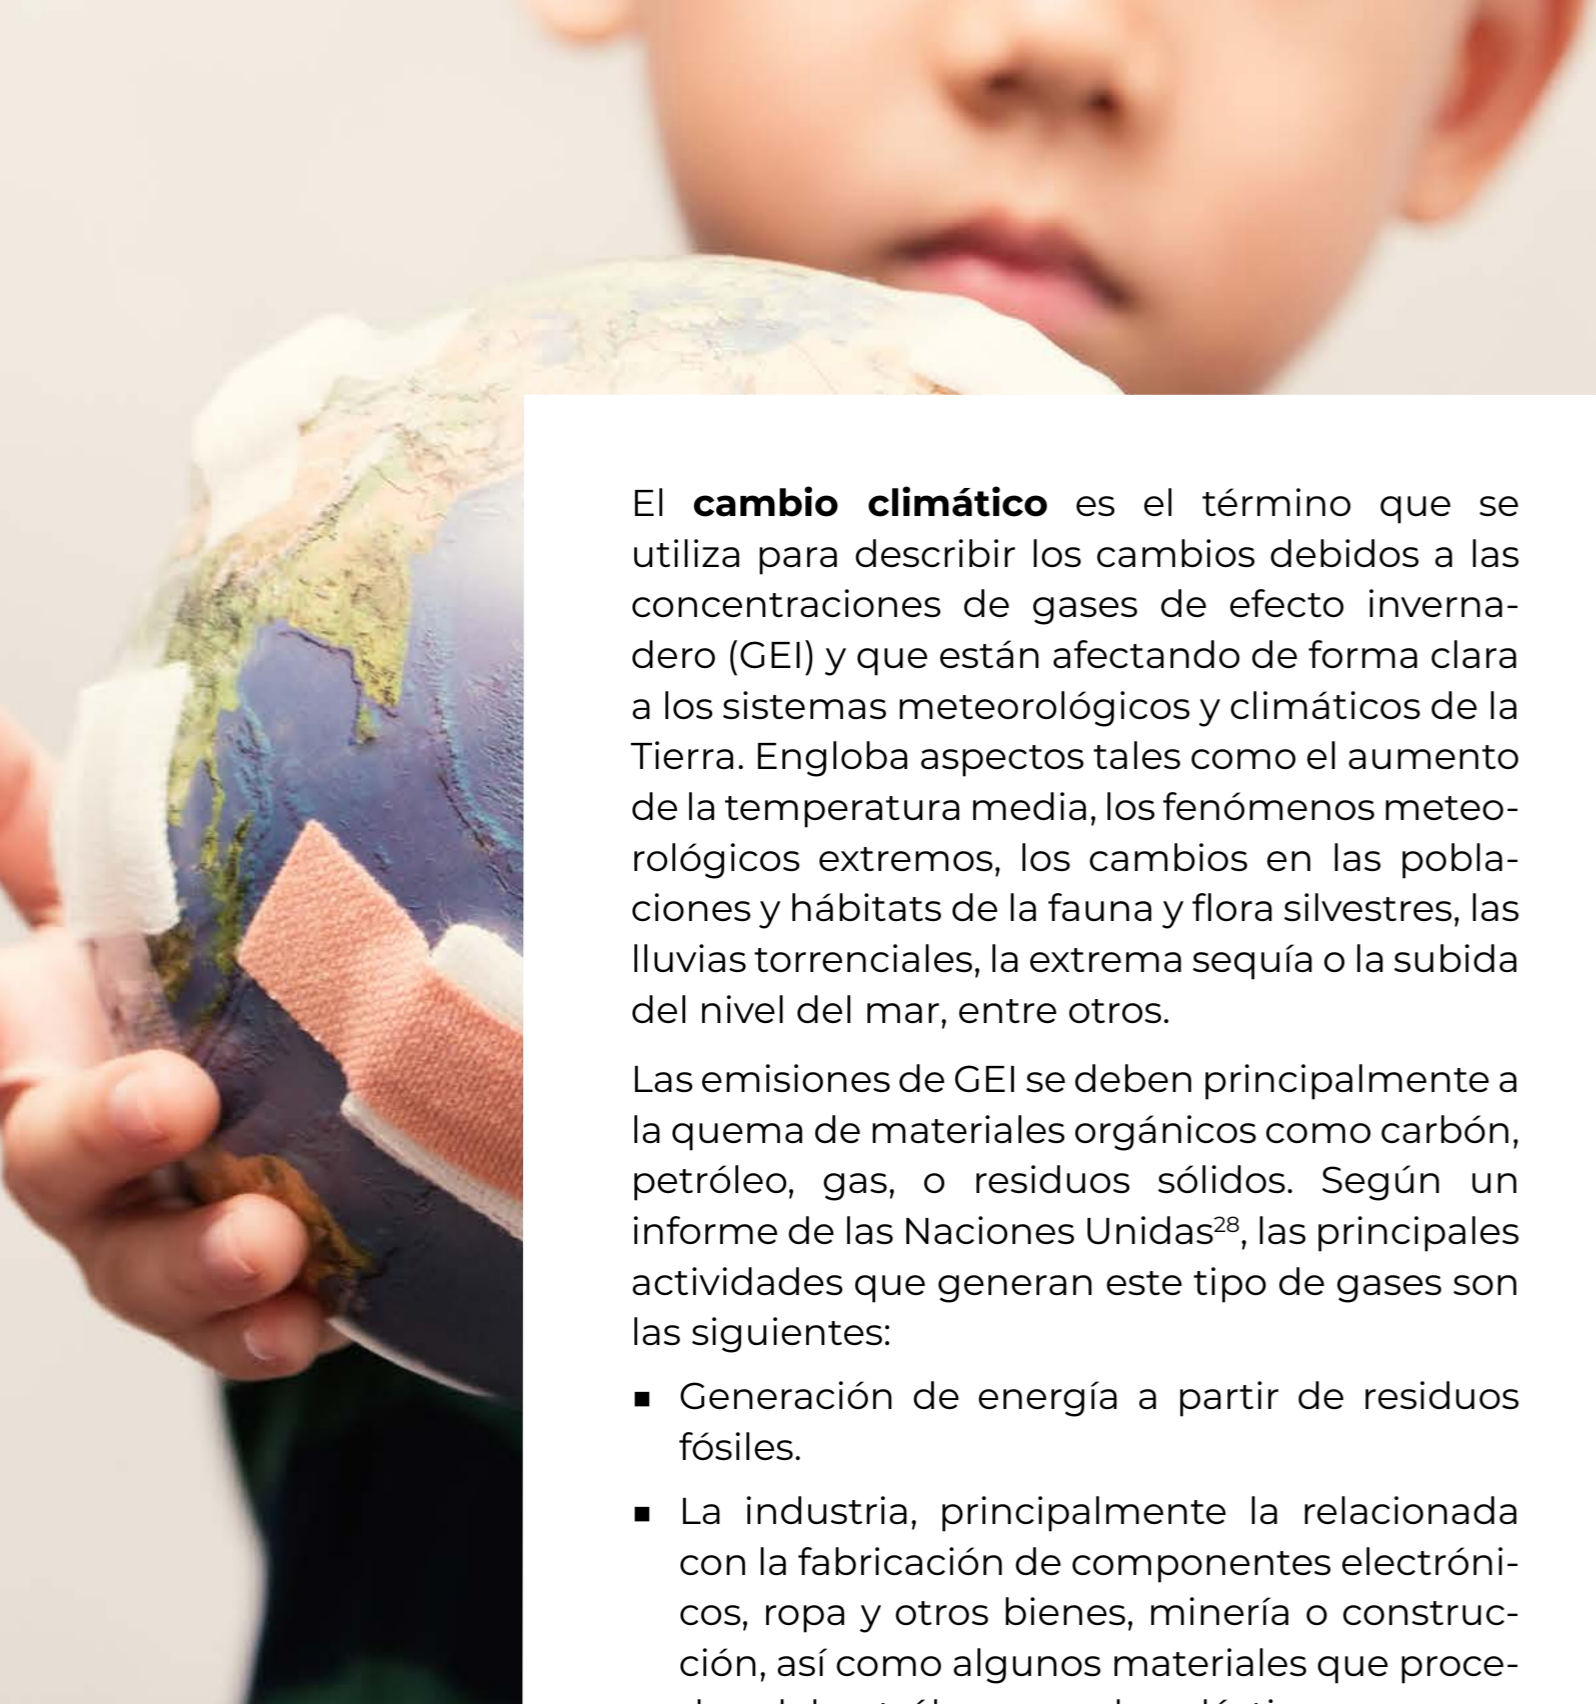 El cambio climático es el término que se
utiliza para describir los cambios debidos a las
concentraciones de gases de efecto inverna-
dero (GEI) y que están afectando de forma clara
a los sistemas meteorológicos y climáticos de la
Tierra. Engloba aspectos tales como el aumento
de la temperatura media, los fenómenos meteo-
rológicos extremos, los cambios en las pobla-
ciones y hábitats de la fauna y flora silvestres, las
lluvias torrenciales, la extrema sequía o la subida
del nivel del mar, entre otros.
Las emisiones de GEI se deben principalmente a
la quema de materiales orgánicos como carbón,
petróleo, gas, o residuos sólidos. Según un
informe de las Naciones Unidas²⁸, las principales
actividades que generan este tipo de gases son
las siguientes:
▪ Generación de energía a partir de residuos
fósiles.
▪ La industria, principalmente la relacionada
con la fabricación de componentes electróni-
cos, ropa y otros bienes, minería o construc-
ción, así como algunos materiales que proce-